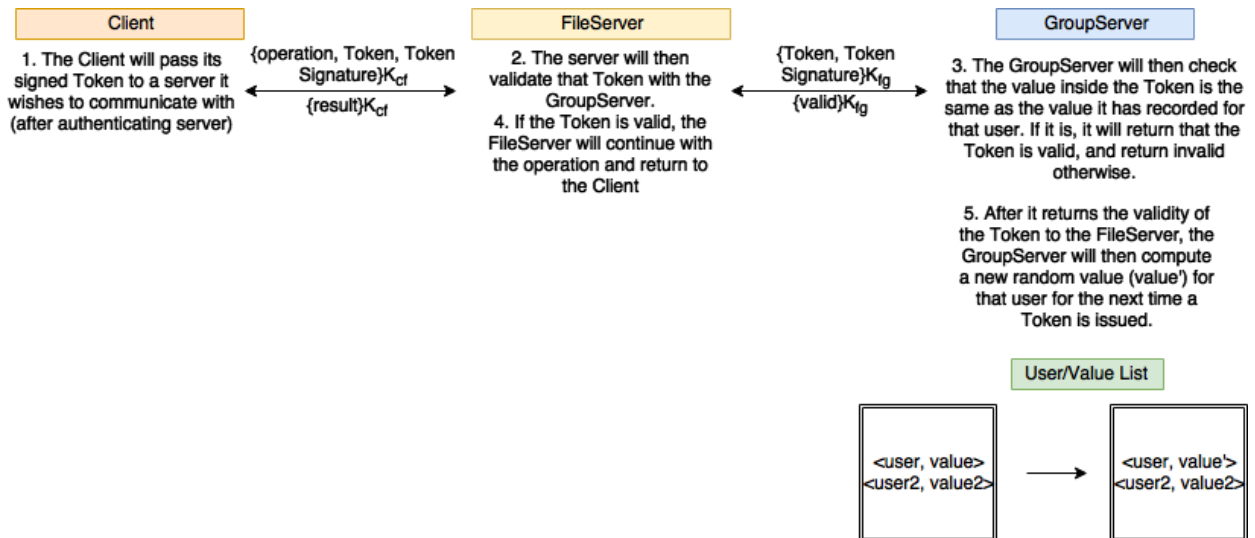 Client
1. The Client will pass its
signed Token to a server it
wishes to communicate with
(after authenticating server)
{operation, Token, Token
Signature}Kcf
{result}Kcf
FileServer
2. The server will then
validate that Token with the
GroupServer.
4. If the Token is valid, the
FileServer will continue with
the operation and return to
the Client
{Token, Token
Signature}Kfg
{valid}Kfg
GroupServer
3. The GroupServer will then check
that the value inside the Token is the
same as the value it has recorded for
that user. If it is, it will return that the
Token is valid, and return invalid
otherwise.
5. After it returns the validity of
the Token to the FileServer, the
GroupServer will then compute
a new random value (value') for
that user for the next time a
Token is issued.
User/Value List
<user, value>
<user2, value2>
<user, value'>
<user2, value2>